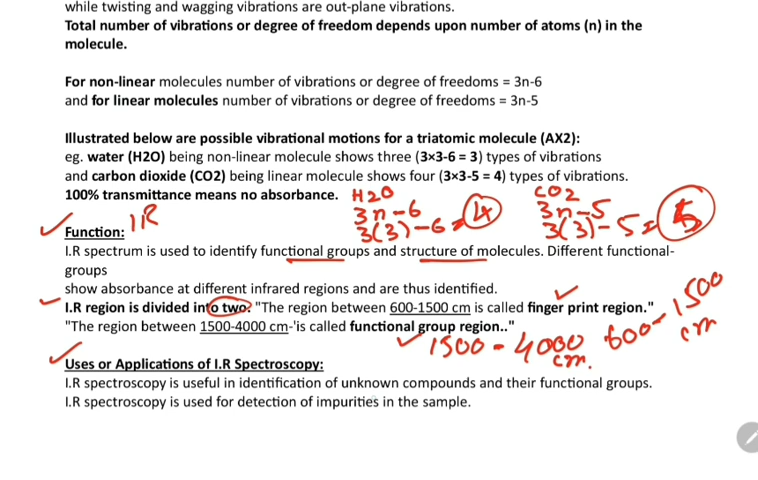 while twisting and wagging vibrations are out-plane vibrations.
Total number of vibrations or degree of freedom depends upon number of atoms (n) in the
molecule.
For non-linear molecules number of vibrations or degree of freedoms = 3n-6
and for linear molecules number of vibrations or degree of freedoms = 3n-5
Illustrated below are possible vibrational motions for a triatomic molecule (AX2):
eg. water (H2O) being non-linear molecule shows three (3×3-6 = 3) types of vibrations
and carbon dioxide (CO2) being linear molecule shows four (3×3-5 = 4) types of vibrations.
100% transmittance means no absorbance. H2O CO2
3n-6 3n-5
IR 3(3)-6 = 4 3(3)-5 = 5
Function:
I.R spectrum is used to identify functional groups and structure of molecules. Different functional-
groups
show absorbance at different infrared regions and are thus identified.
I.R region is divided into two: "The region between 600-1500 cm is called finger print region."
"The region between 1500-4000 cm-'is called functional group region.."
1500 - 4000 cm. 600-1500 cm
Uses or Applications of I.R Spectroscopy:
I.R spectroscopy is useful in identification of unknown compounds and their functional groups.
I.R spectroscopy is used for detection of impurities in the sample.